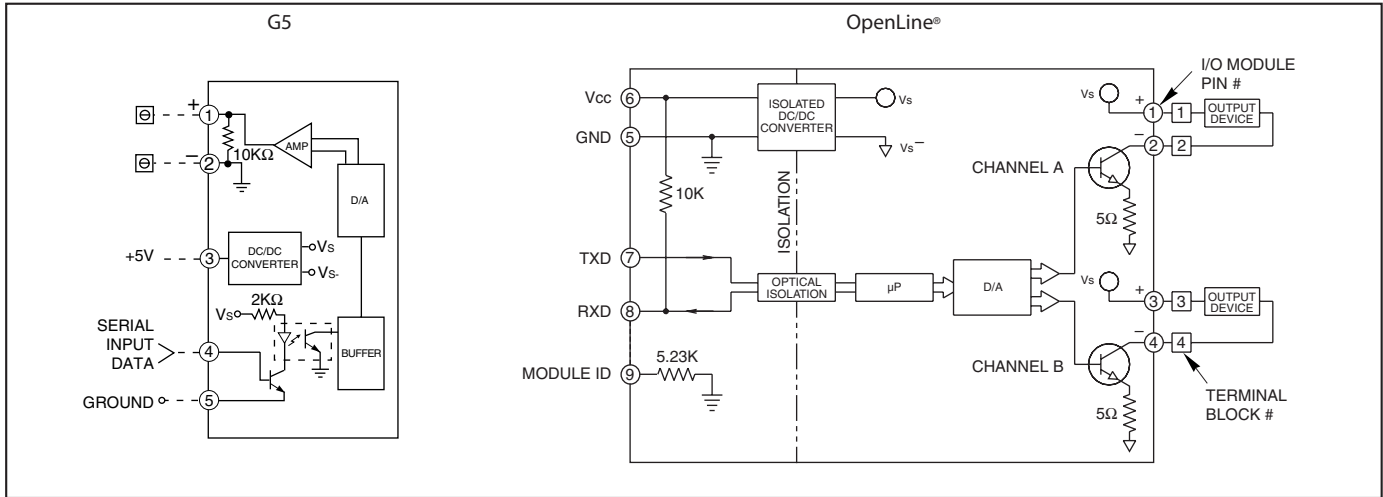 G5
+
1
10KΩ
AMP
−
2
D/A
+5V
3
DC/DC
CONVERTER
VS
VS-
2KΩ
VS
SERIAL
INPUT
DATA
4
BUFFER
GROUND
5
OpenLine®
Vcc
6
ISOLATED
DC/DC
CONVERTER
Vs
GND
5
Vs−
10K
ISOLATION
TXD
7
OPTICAL
ISOLATION
µP
D/A
RXD
8
5.23K
MODULE ID
9
I/O MODULE
PIN #
Vs
+
1
1
OUTPUT
DEVICE
−
2
2
CHANNEL A
5Ω
Vs
+
3
3
OUTPUT
DEVICE
−
4
4
CHANNEL B
5Ω
TERMINAL
BLOCK #